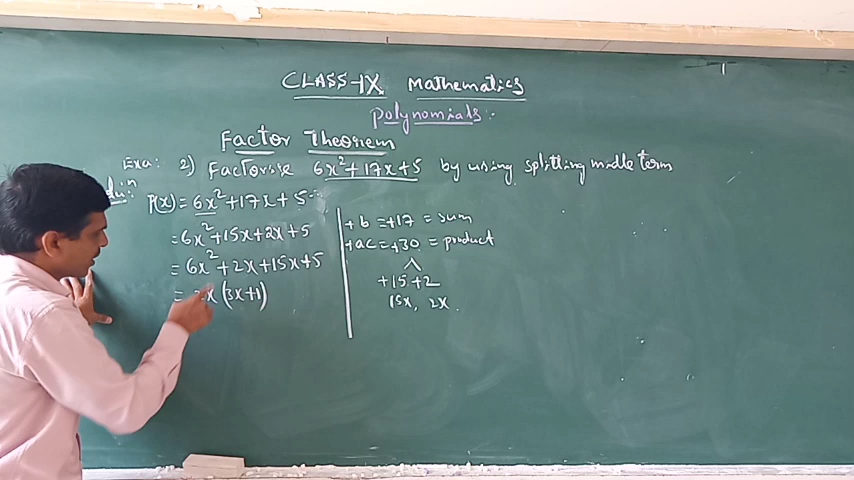 CLASS-IX Mathematics
Polynomials:-
Factor Theorem
Exa: 2) Factorise 6x²+17x+5 by using splitting middle term
p(x) = 6x²+17x+5:-
= 6x²+15x+2x+5
= 6x²+2x+15x+5
= 2x(3x+1)
+b = +17 = sum
+ac = +30 = product
+15 +2
15x, 2x.